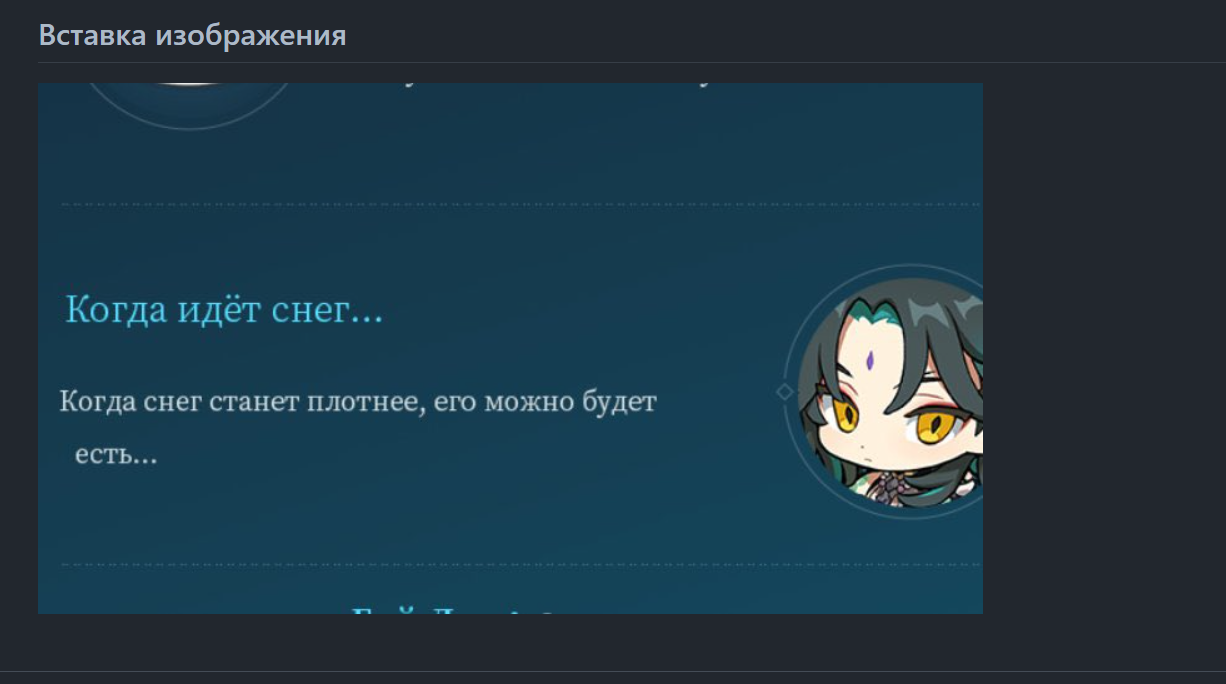 Вставка изображения
Когда идёт снег...
Когда снег станет плотнее, его можно будет
есть...